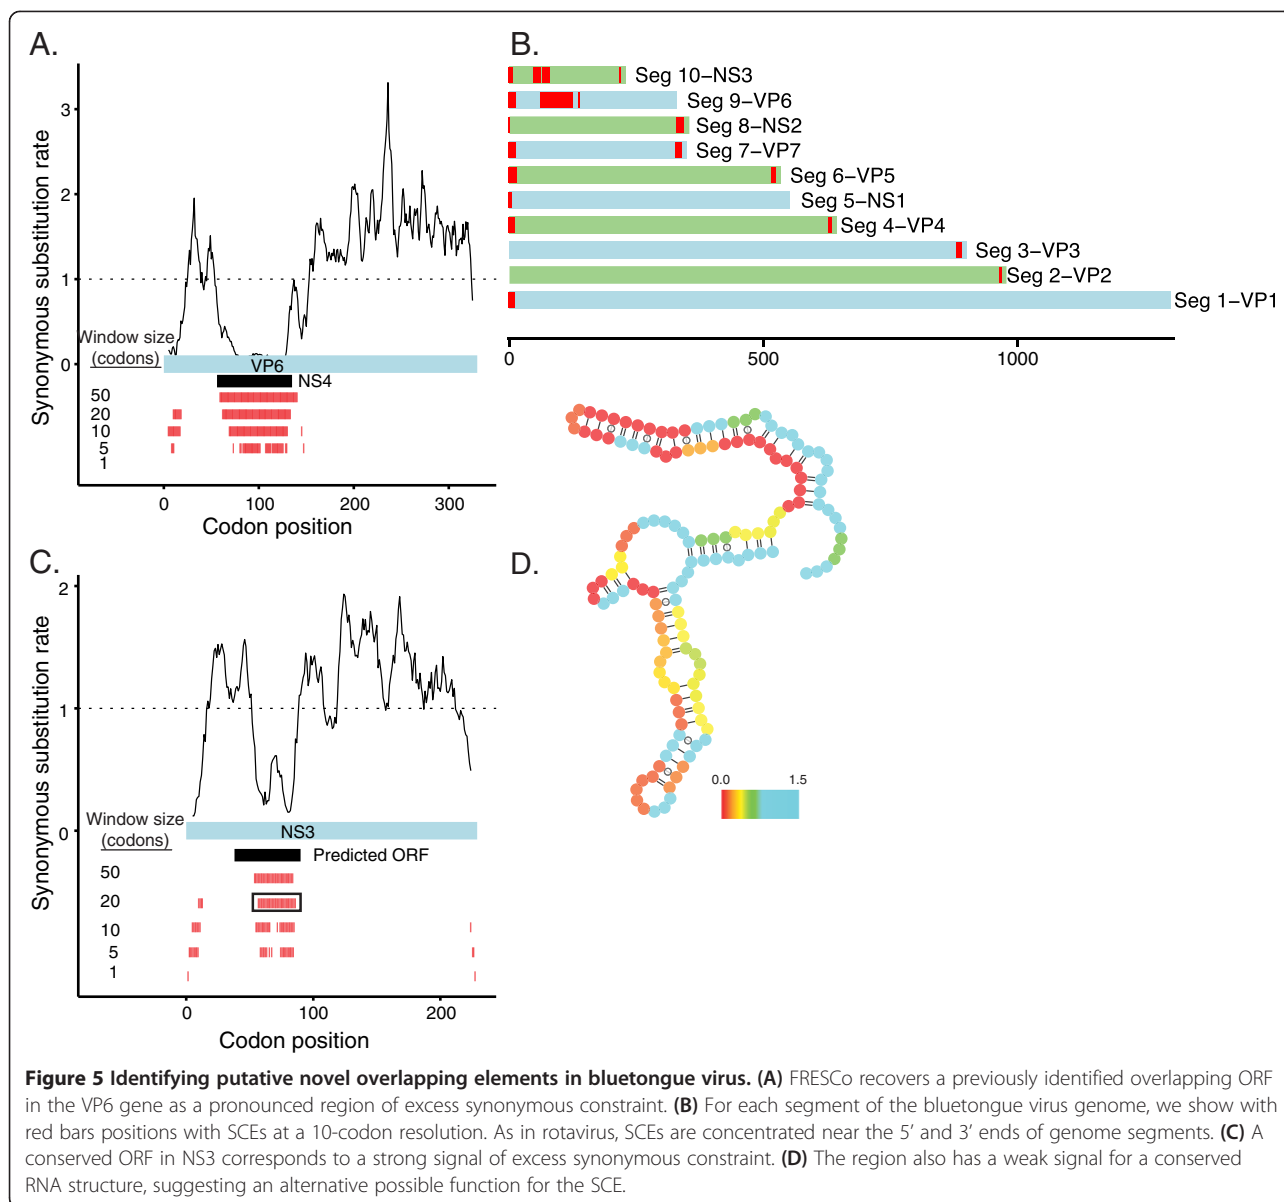 A.
Synonymous substitution rate
3
2
1
0
Window size
(codons)
VP6
NS4
50
20
10
5
1
0 100 200 300
Codon position
B.
Seg 10–NS3
Seg 9–VP6
Seg 8–NS2
Seg 7–VP7
Seg 6–VP5
Seg 5–NS1
Seg 4–VP4
Seg 3–VP3
Seg 2–VP2
Seg 1–VP1
0 500 1000
C.
Synonymous substitution rate
2
1
0
Window size
(codons)
NS3
Predicted ORF
50
20
10
5
1
0 100 200
Codon position
D.
0.0 1.5
Figure 5 Identifying putative novel overlapping elements in bluetongue virus. (A) FRESCo recovers a previously identified overlapping ORF
in the VP6 gene as a pronounced region of excess synonymous constraint. (B) For each segment of the bluetongue virus genome, we show with
red bars positions with SCEs at a 10-codon resolution. As in rotavirus, SCEs are concentrated near the 5′ and 3′ ends of genome segments. (C) A
conserved ORF in NS3 corresponds to a strong signal of excess synonymous constraint. (D) The region also has a weak signal for a conserved
RNA structure, suggesting an alternative possible function for the SCE.